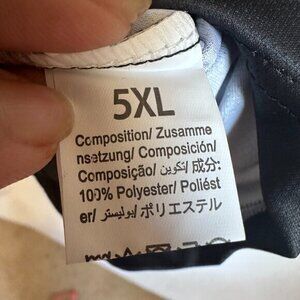 5XL
Composition/ Zusamme
nsetzung/ Composición/
Composição/ تكوين/ 成分:
100% Polyester/ Poliést
er/ بوليستر/ ポリエステル